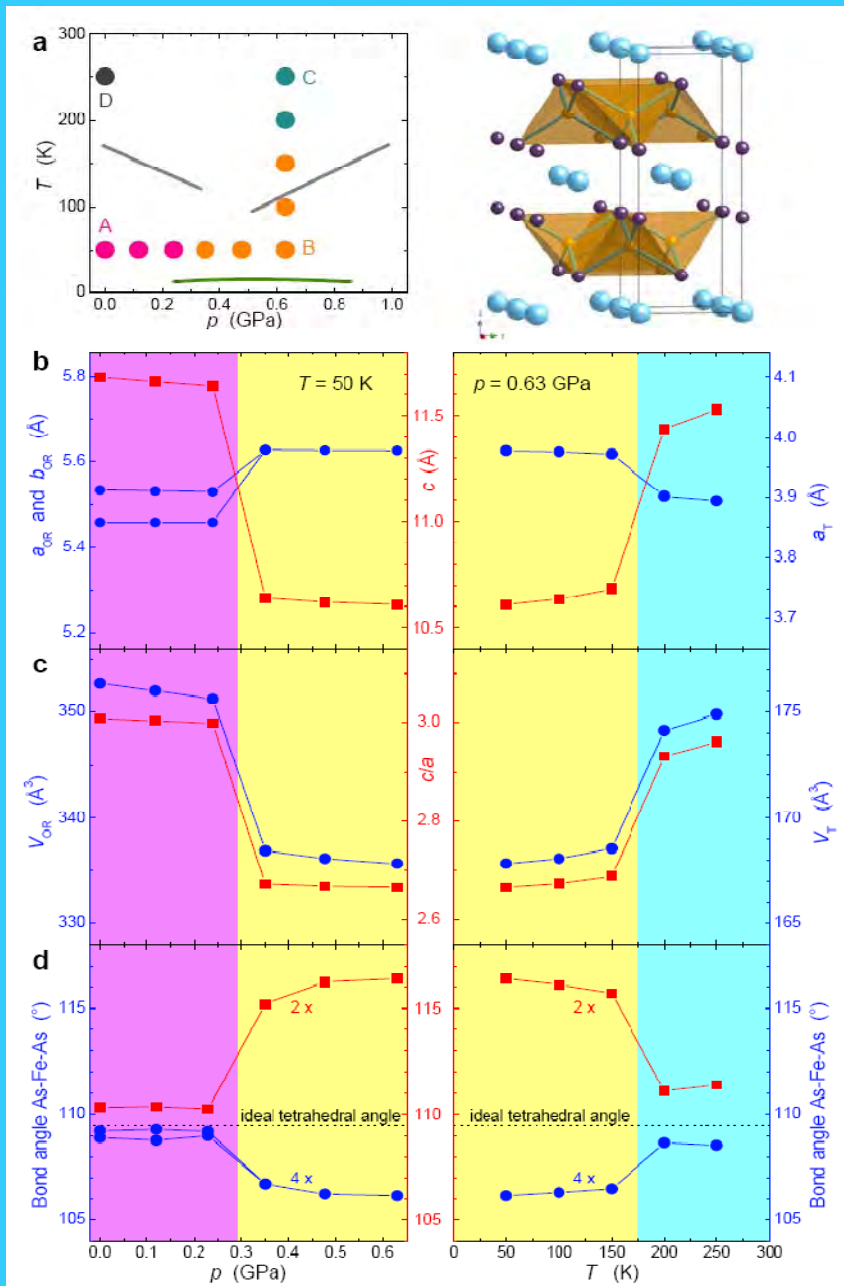 a
300
250
200
150
100
50
0
T (K)
D
C
A
B
0.0 0.2 0.4 0.6 0.8 1.0
p (GPa)
b
T = 50 K
p = 0.63 GPa
5.8
5.6
5.4
5.2
a_OR and b_OR (Å)
11.5
11.0
10.5
c (Å)
4.1
4.0
3.9
3.8
3.7
a_T (Å)
c
350
340
330
V_OR (Å³)
3.0
2.8
2.6
c/a
175
170
165
V_T (Å³)
d
115
110
105
Bond angle As-Fe-As (°)
2 x
ideal tetrahedral angle
4 x
2 x
ideal tetrahedral angle
4 x
115
110
105
Bond angle As-Fe-As (°)
0.0 0.1 0.2 0.3 0.4 0.5 0.6
p (GPa)
0 50 100 150 200 250 300
T (K)